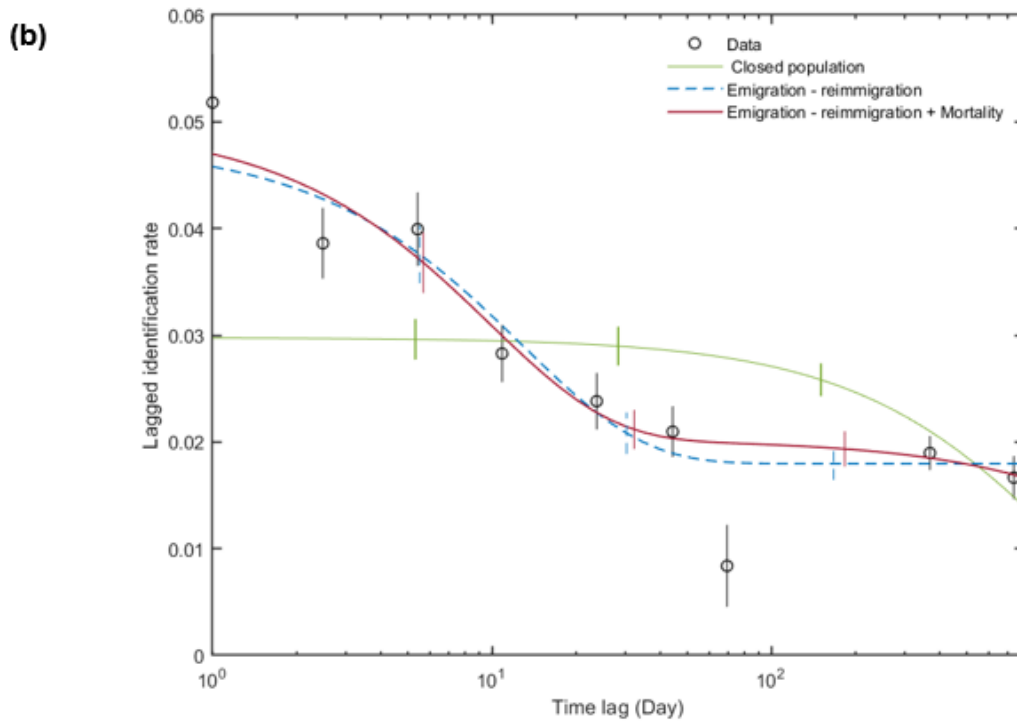 (b)
0.06
0.05
0.04
0.03
0.02
0.01
0
Lagged identification rate
Data
Closed population
Emigration - reimmigration
Emigration - reimmigration + Mortality
10⁰
10¹
10²
Time lag (Day)